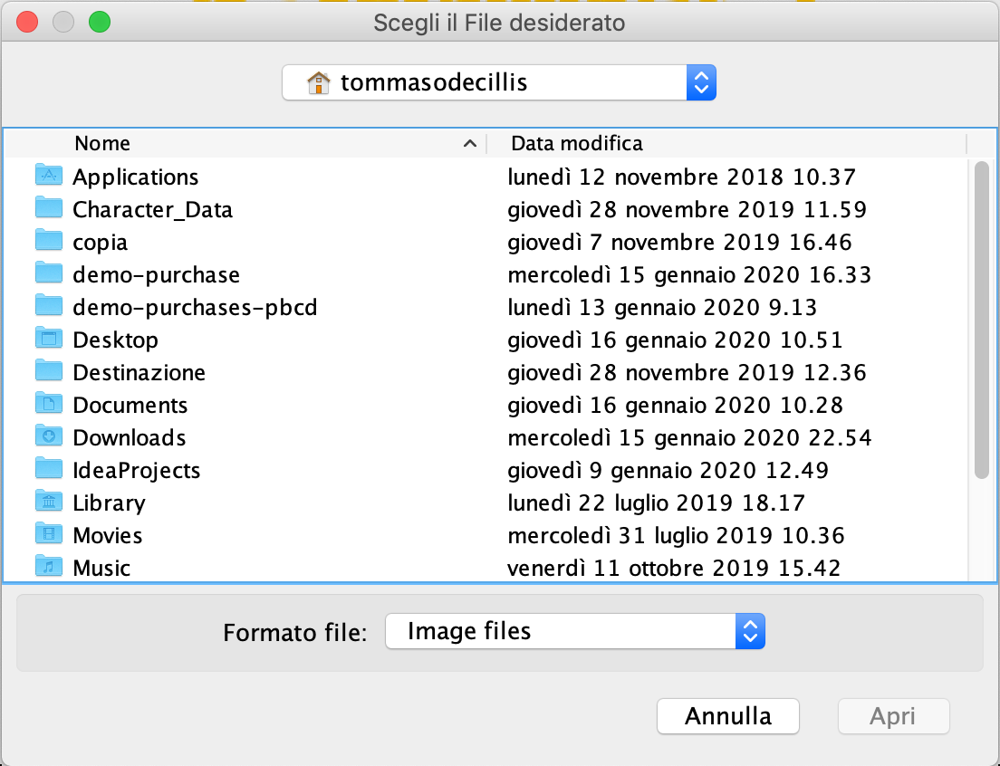 Scegli il File desiderato
tommasodecillis
Nome Data modifica
Applications lunedì 12 novembre 2018 10.37
Character_Data giovedì 28 novembre 2019 11.59
copia giovedì 7 novembre 2019 16.46
demo-purchase mercoledì 15 gennaio 2020 16.33
demo-purchases-pbcd lunedì 13 gennaio 2020 9.13
Desktop giovedì 16 gennaio 2020 10.51
Destinazione giovedì 28 novembre 2019 12.36
Documents giovedì 16 gennaio 2020 10.28
Downloads mercoledì 15 gennaio 2020 22.54
IdeaProjects giovedì 9 gennaio 2020 12.49
Library lunedì 22 luglio 2019 18.17
Movies mercoledì 31 luglio 2019 10.36
Music venerdì 11 ottobre 2019 15.42
Formato file: Image files
Annulla Apri